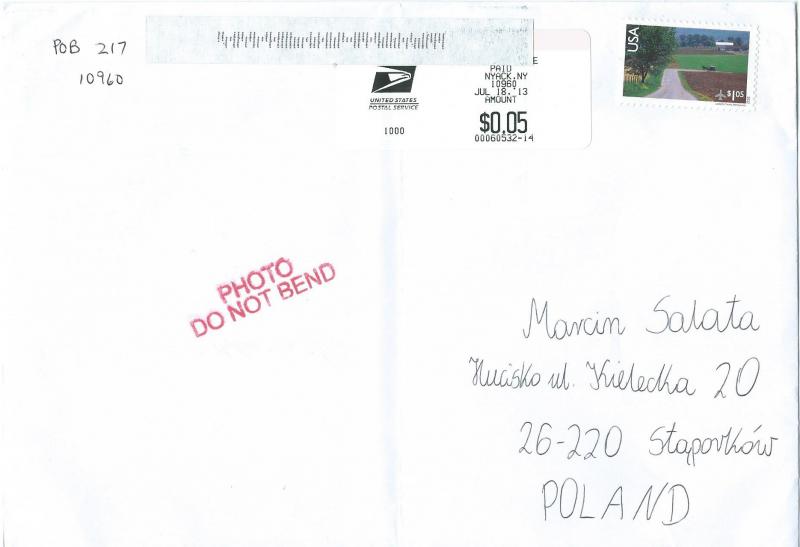 POB 217
10960
E
PAID
NYACK, NY
10960
JUL 18, '13
AMOUNT
$0.05
00060532-14
UNITED STATES
POSTAL SERVICE
1000
USA
$1.05
PHOTO
DO NOT BEND
Marcin Salata
Hucisko ul. Kielecka 20
26-220 Stąporków
POLAND